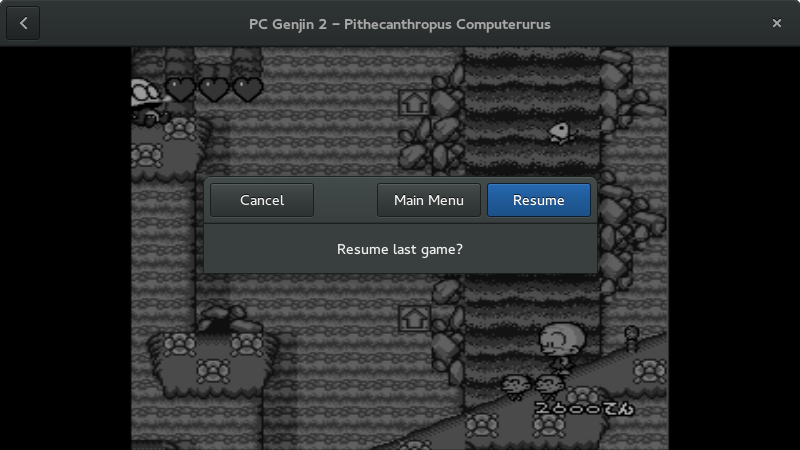 PC Genjin 2 – Pithecanthropus Computerurus
Cancel
Main Menu
Resume
Resume last game?
2600てん